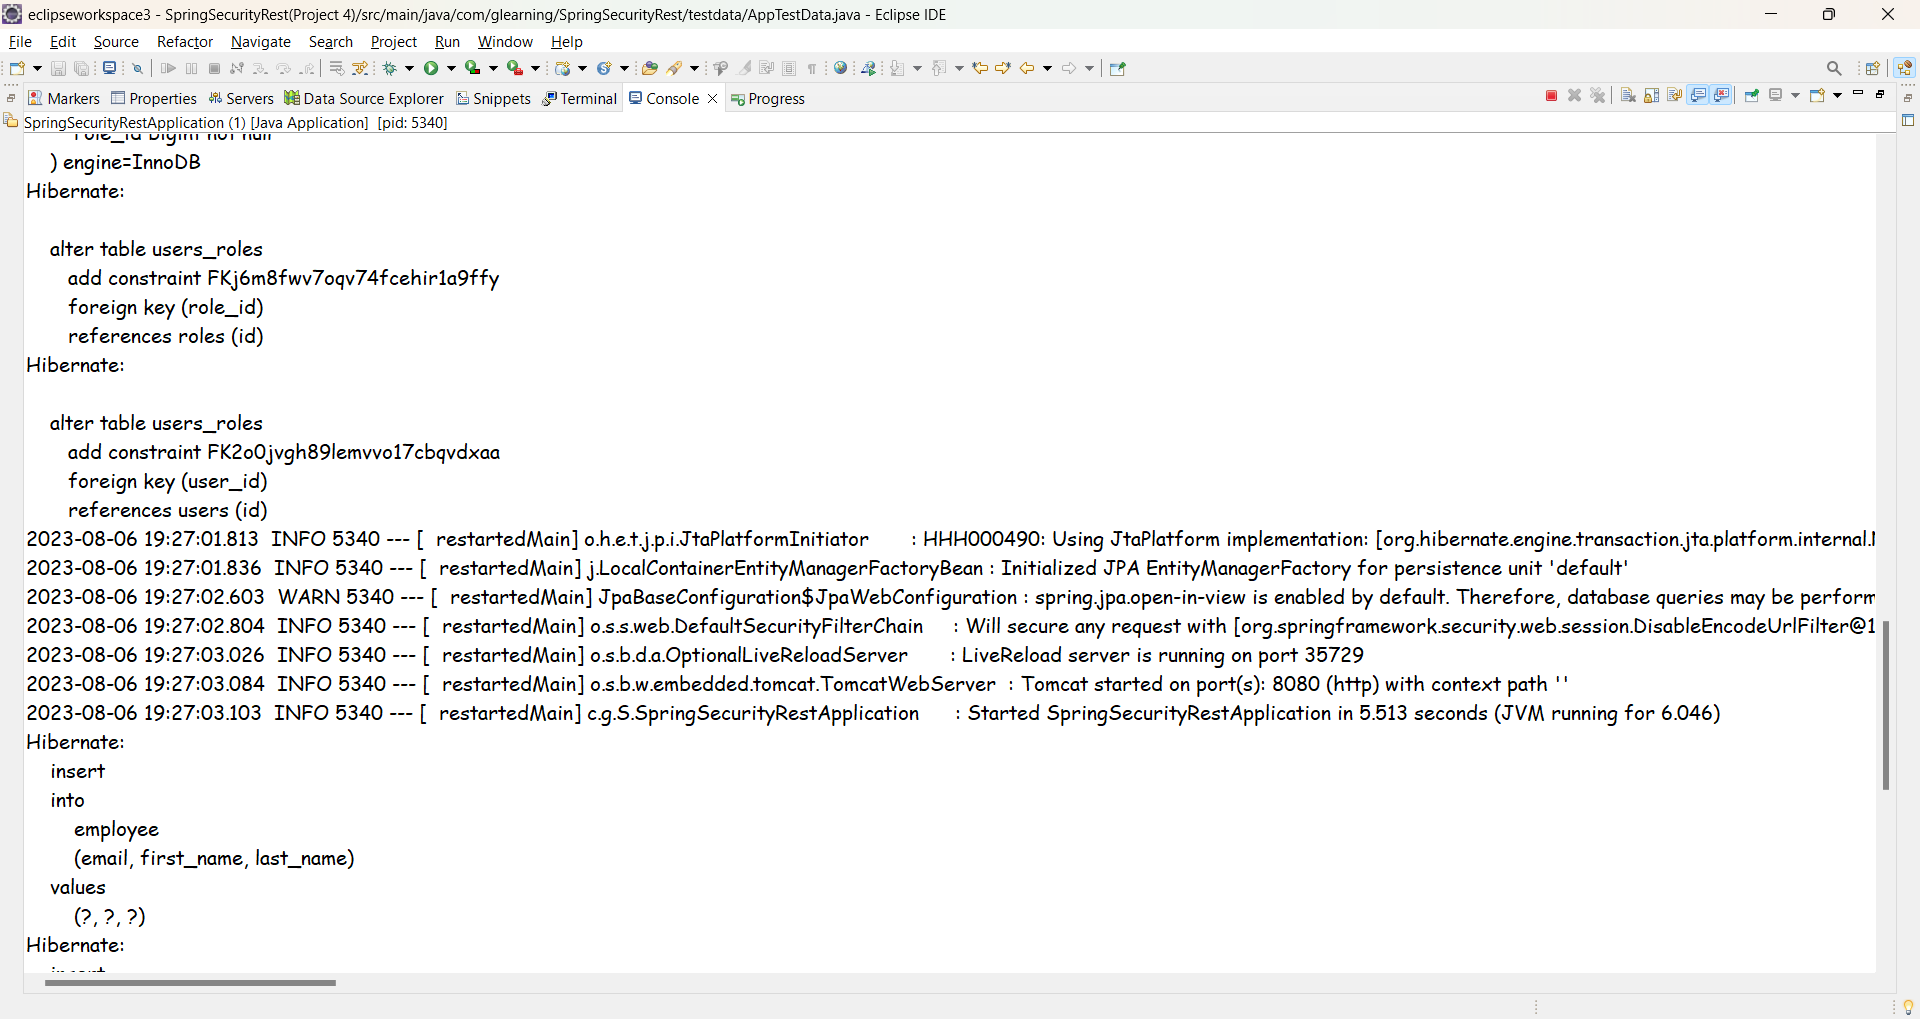 eclipseworkspace3 - SpringSecurityRest(Project 4)/src/main/java/com/glearning/SpringSecurityRest/testdata/AppTestData.java - Eclipse IDE
File Edit Source Refactor Navigate Search Project Run Window Help
Markers Properties Servers Data Source Explorer Snippets Terminal Console Progress
SpringSecurityRestApplication (1) [Java Application] [pid: 5340]
role_id bigint not null
) engine=InnoDB
Hibernate:
alter table users_roles
add constraint FKj6m8fwv7oqv74fcehir1a9ffy
foreign key (role_id)
references roles (id)
Hibernate:
alter table users_roles
add constraint FK2o0jvgh89lemvvo17cbqvdxaa
foreign key (user_id)
references users (id)
2023-08-06 19:27:01.813 INFO 5340 --- [ restartedMain] o.h.e.t.j.p.i.JtaPlatformInitiator : HHH000490: Using JtaPlatform implementation: [org.hibernate.engine.transaction.jta.platform.internal.
2023-08-06 19:27:01.836 INFO 5340 --- [ restartedMain] j.LocalContainerEntityManagerFactoryBean : Initialized JPA EntityManagerFactory for persistence unit 'default'
2023-08-06 19:27:02.603 WARN 5340 --- [ restartedMain] JpaBaseConfiguration$JpaWebConfiguration : spring.jpa.open-in-view is enabled by default. Therefore, database queries may be perform
2023-08-06 19:27:02.804 INFO 5340 --- [ restartedMain] o.s.s.web.DefaultSecurityFilterChain : Will secure any request with [org.springframework.security.web.session.DisableEncodeUrlFilter@1
2023-08-06 19:27:03.026 INFO 5340 --- [ restartedMain] o.s.b.d.a.OptionalLiveReloadServer : LiveReload server is running on port 35729
2023-08-06 19:27:03.084 INFO 5340 --- [ restartedMain] o.s.b.w.embedded.tomcat.TomcatWebServer : Tomcat started on port(s): 8080 (http) with context path ''
2023-08-06 19:27:03.103 INFO 5340 --- [ restartedMain] c.g.S.SpringSecurityRestApplication : Started SpringSecurityRestApplication in 5.513 seconds (JVM running for 6.046)
Hibernate:
insert
into
employee
(email, first_name, last_name)
values
(?, ?, ?)
Hibernate:
insert